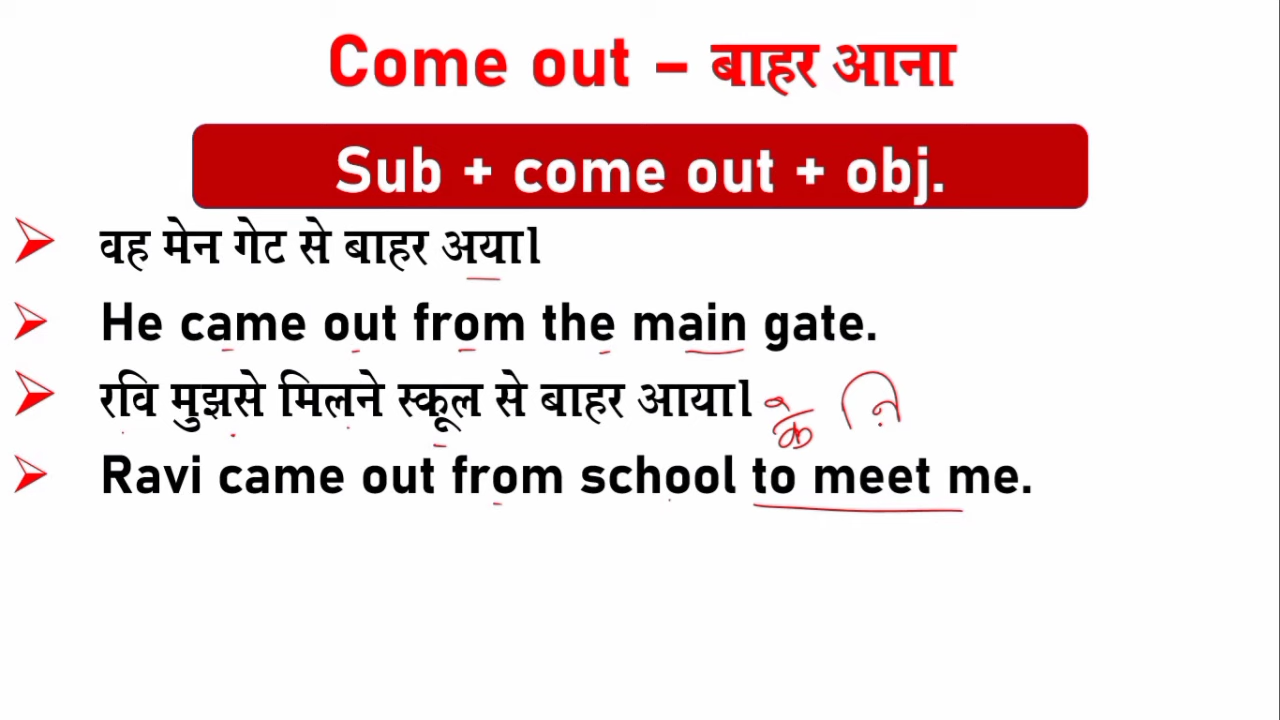 Come out – बाहर आना
Sub + come out + obj.
वह मेन गेट से बाहर अया।
He came out from the main gate.
रवि मुझसे मिलने स्कूल से बाहर आया।
Ravi came out from school to meet me.